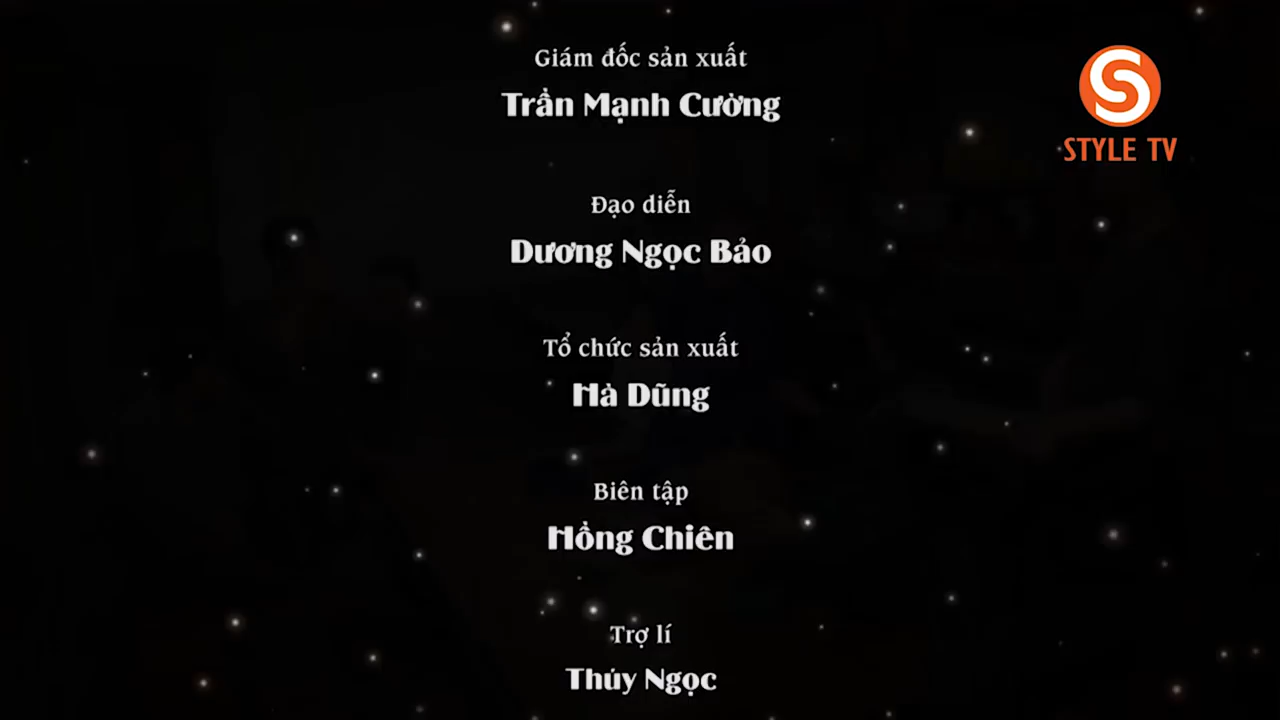 Giám đốc sản xuất
Trần Mạnh Cường
S
STYLE TV
Đạo diễn
Dương Ngọc Bảo
Tổ chức sản xuất
Hà Dũng
Biên tập
Hồng Chiên
Trợ lí
Thúy Ngọc